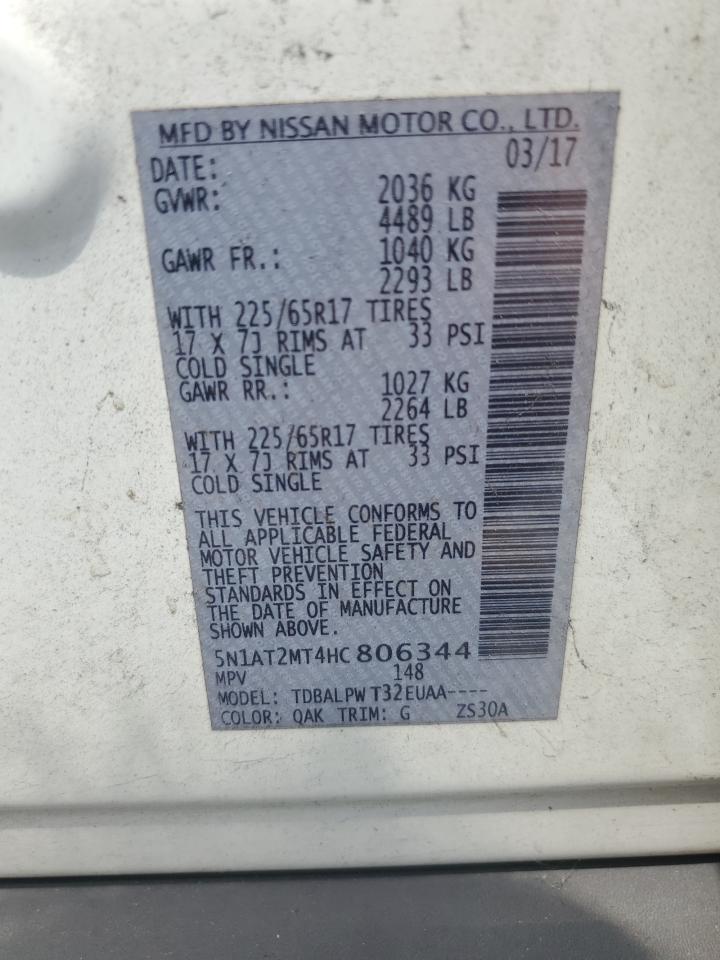 MFD BY NISSAN MOTOR CO., LTD.
DATE: 03/17
GVWR: 2036 KG
4489 LB
GAWR FR.: 1040 KG
2293 LB
WITH 225/65R17 TIRES
17 X 7J RIMS AT 33 PSI
COLD SINGLE
GAWR RR.: 1027 KG
2264 LB
WITH 225/65R17 TIRES
17 X 7J RIMS AT 33 PSI
COLD SINGLE
THIS VEHICLE CONFORMS TO
ALL APPLICABLE FEDERAL
MOTOR VEHICLE SAFETY AND
THEFT PREVENTION
STANDARDS IN EFFECT ON
THE DATE OF MANUFACTURE
SHOWN ABOVE.
5N1AT2MT4HC 806344
MPV 148
MODEL: TDBALPW T32EUAA----
COLOR: QAK TRIM: G ZS30A